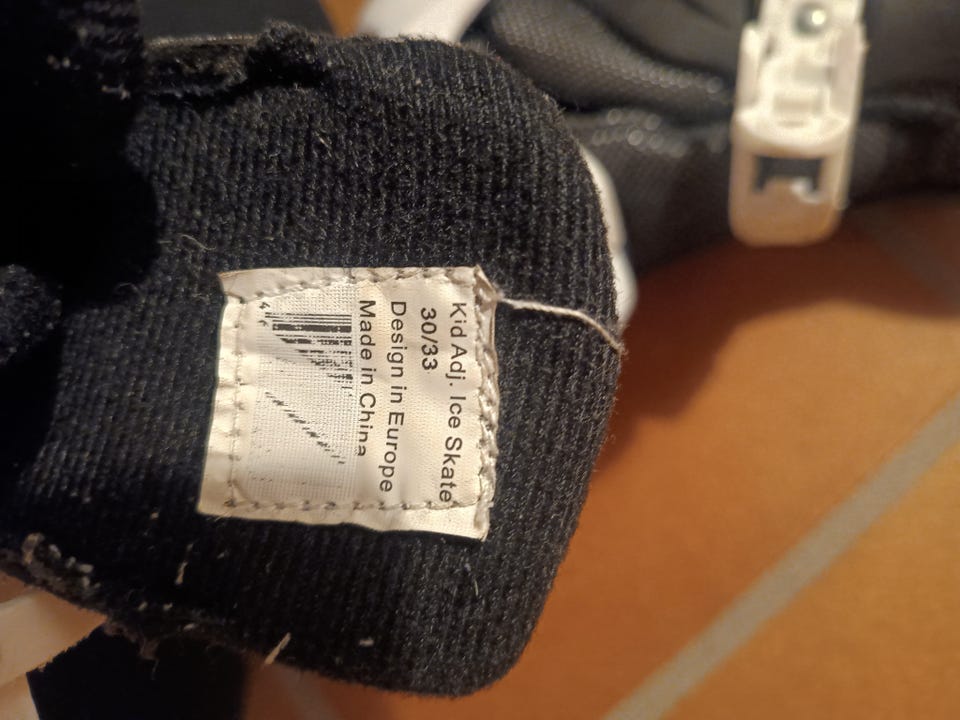 Kid Adj. Ice Skate
30/33
Design in Europe
Made in China